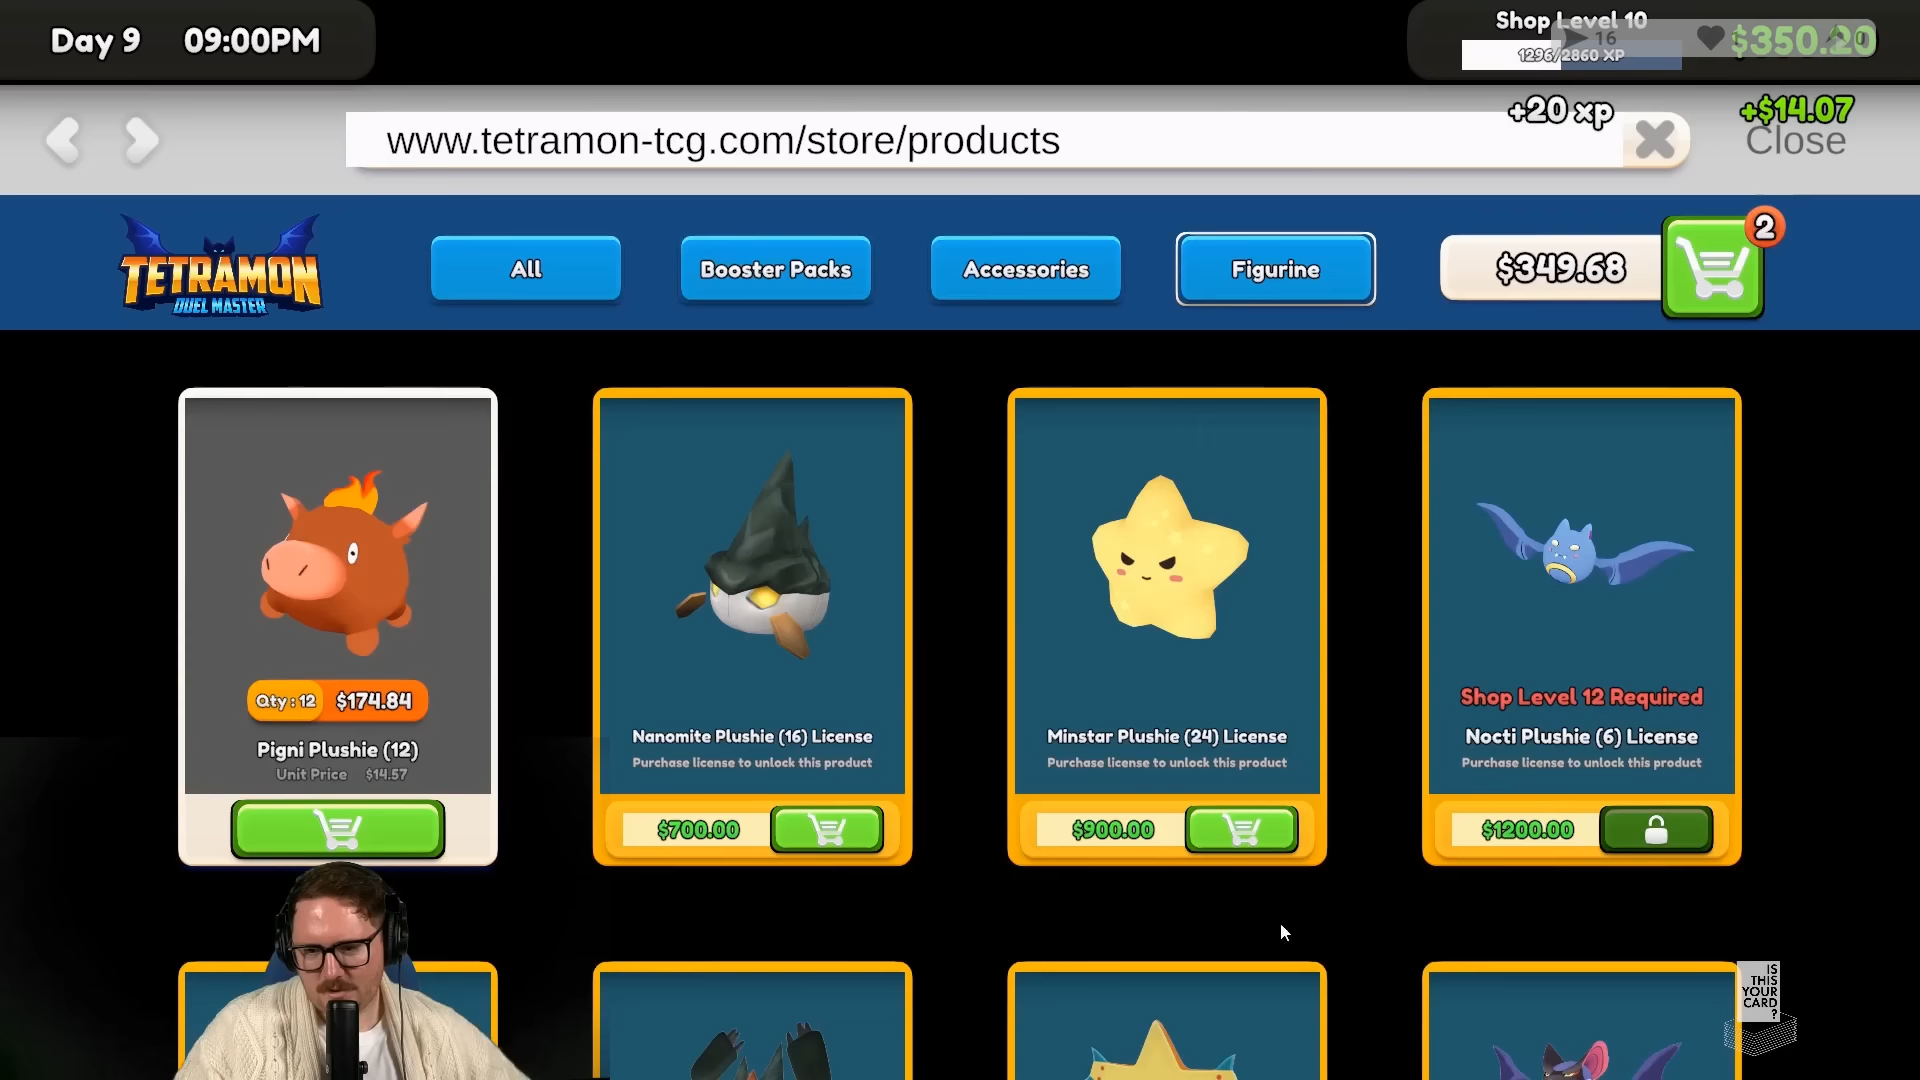 Day 9
09:00PM
Shop Level 10
16
1296/2860 XP
$350.20
+20 xp
+$14.07
www.tetramon-tcg.com/store/products
Close
TETRAMON
DUEL MASTER
All
Booster Packs
Accessories
Figurine
$349.68
2
Qty : 12
$174.84
Pigni Plushie (12)
Unit Price $14.57
Nanomite Plushie (16) License
Purchase license to unlock this product
$700.00
Minstar Plushie (24) License
Purchase license to unlock this product
$900.00
Shop Level 12 Required
Nocti Plushie (6) License
Purchase license to unlock this product
$1200.00
IS
THIS
YOUR
CARD
?